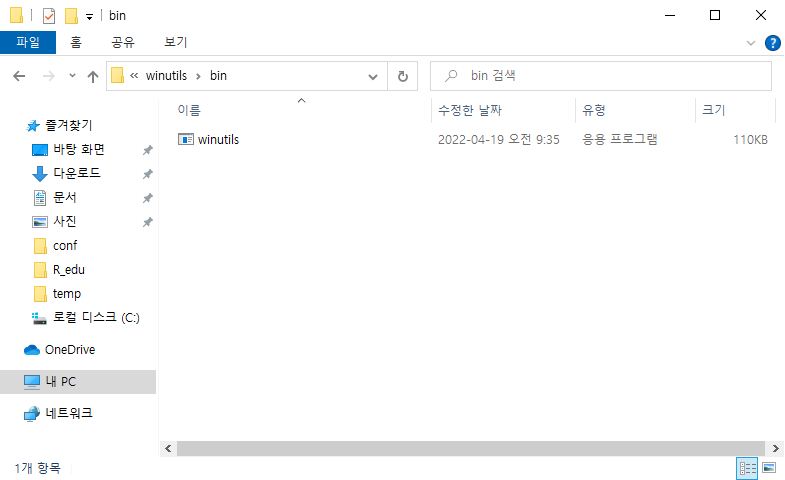 bin
파일 홈 공유 보기
« winutils › bin
bin 검색
이름 수정한 날짜 유형 크기
winutils 2022-04-19 오전 9:35 응용 프로그램 110KB
즐겨찾기
바탕 화면
다운로드
문서
사진
conf
R_edu
temp
로컬 디스크 (C:)
OneDrive
내 PC
네트워크
1개 항목